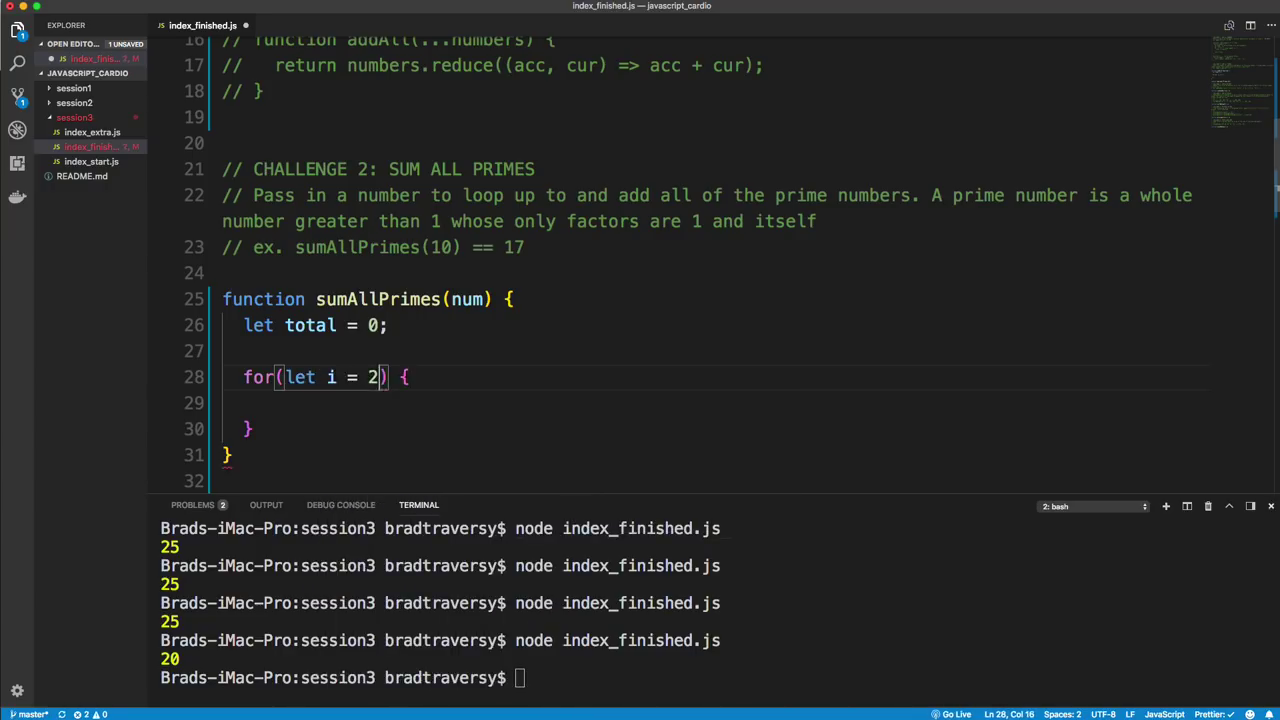 index_finished.js — javascript_cardio
EXPLORER
JS index_finished.js
OPEN EDITO... 1 UNSAVED
JS index_finis... 7, M
JAVASCRIPT_CARDIO
session1
session2
session3
JS index_extra.js
JS index_finish... 7, M
JS index_start.js
README.md
16 // function addAll(...numbers) {
17 //   return numbers.reduce((acc, cur) => acc + cur);
18 // }
19
20
21 // CHALLENGE 2: SUM ALL PRIMES
22 // Pass in a number to loop up to and add all of the prime numbers. A prime number is a whole
number greater than 1 whose only factors are 1 and itself
23 // ex. sumAllPrimes(10) == 17
24
25 function sumAllPrimes(num) {
26   let total = 0;
27
28   for(let i = 2) {
29
30   }
31 }
32
PROBLEMS 2 OUTPUT DEBUG CONSOLE TERMINAL 2: bash
Brads-iMac-Pro:session3 bradtraversy$ node index_finished.js
25
Brads-iMac-Pro:session3 bradtraversy$ node index_finished.js
25
Brads-iMac-Pro:session3 bradtraversy$ node index_finished.js
25
Brads-iMac-Pro:session3 bradtraversy$ node index_finished.js
20
Brads-iMac-Pro:session3 bradtraversy$
master* 2 0 Go Live Ln 28, Col 16 Spaces: 2 UTF-8 LF JavaScript Prettier: ✓